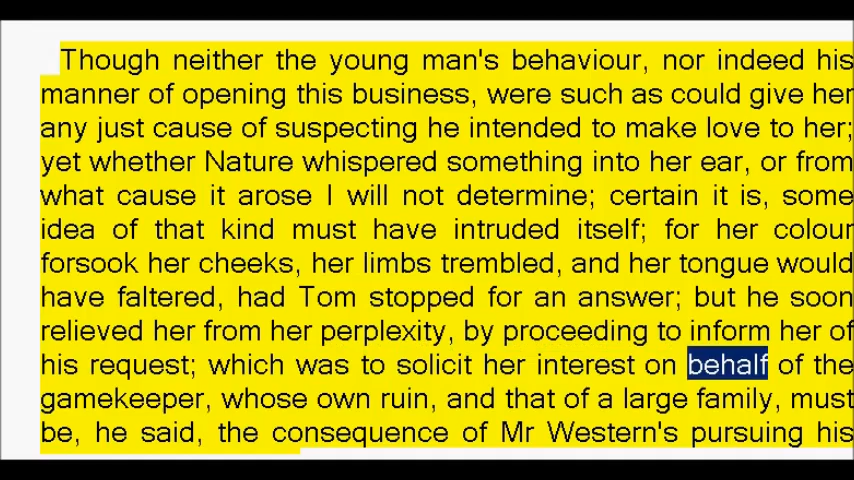 Though neither the young man's behaviour, nor indeed his
manner of opening this business, were such as could give her
any just cause of suspecting he intended to make love to her;
yet whether Nature whispered something into her ear, or from
what cause it arose I will not determine; certain it is, some
idea of that kind must have intruded itself; for her colour
forsook her cheeks, her limbs trembled, and her tongue would
have faltered, had Tom stopped for an answer; but he soon
relieved her from her perplexity, by proceeding to inform her of
his request; which was to solicit her interest on behalf of the
gamekeeper, whose own ruin, and that of a large family, must
be, he said, the consequence of Mr Western's pursuing his